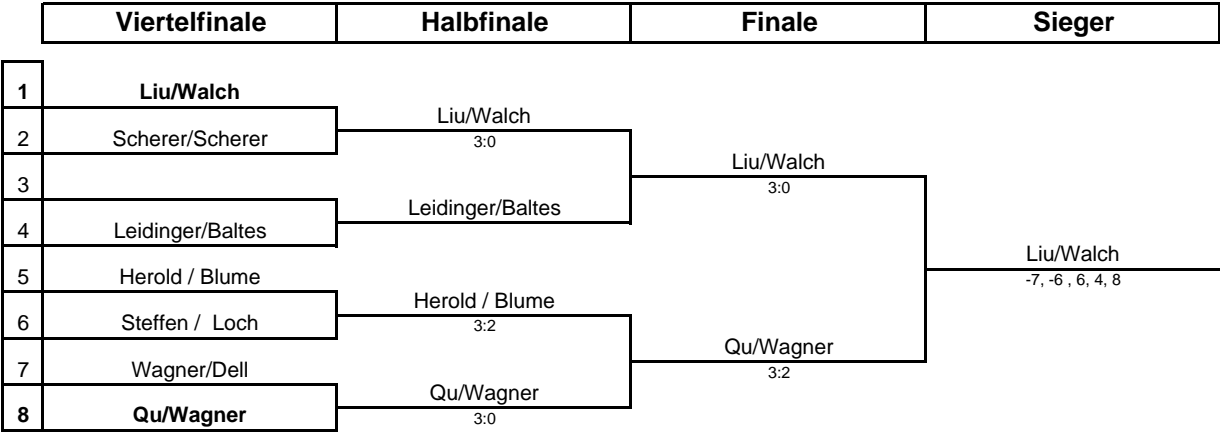 Viertelfinale Halbfinale Finale Sieger
1 Liu/Walch
Liu/Walch
2 Scherer/Scherer
3:0
Liu/Walch
3
3:0
Leidinger/Baltes
4 Leidinger/Baltes
Liu/Walch
5 Herold / Blume
-7, -6 , 6, 4, 8
Herold / Blume
6 Steffen / Loch
3:2
Qu/Wagner
7 Wagner/Dell
3:2
Qu/Wagner
8 Qu/Wagner
3:0